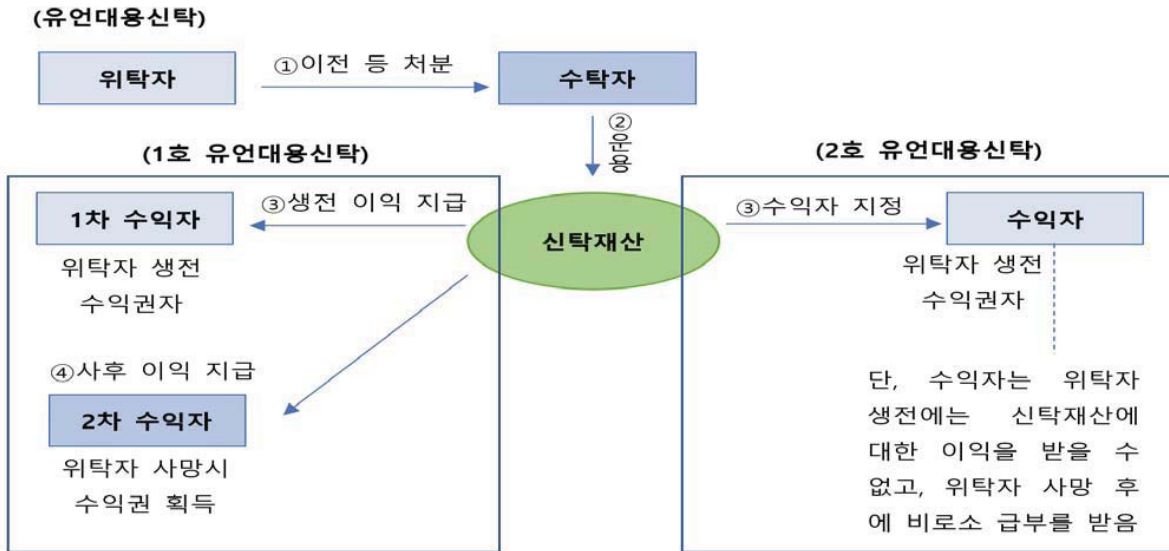 (유언대용신탁)
위탁자
①이전 등 처분
수탁자
②운용
(1호 유언대용신탁)
1차 수익자
③생전 이익 지급
위탁자 생전
수익권자
④사후 이익 지급
2차 수익자
위탁자 사망시
수익권 획득
신탁재산
(2호 유언대용신탁)
③수익자 지정
수익자
위탁자 생전
수익권자
단, 수익자는 위탁자
생전에는 신탁재산에
대한 이익을 받을 수
없고, 위탁자 사망 후
에 비로소 급부를 받음